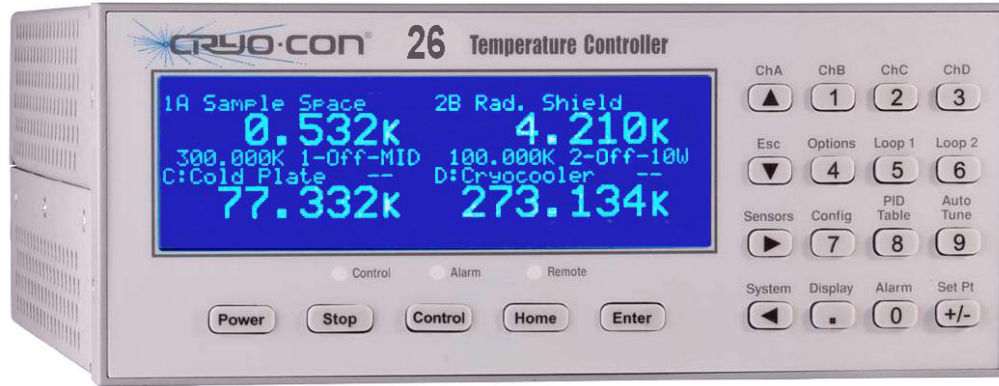 CRYO·CON® 26 Temperature Controller
1A Sample Space 2B Rad. Shield
0.532K 4.210K
300.000K 1-Off-MID 100.000K 2-Off-10W
C:Cold Plate -- D:Cryocooler --
77.332K 273.134K
Control Alarm Remote
Power Stop Control Home Enter
ChA ChB ChC ChD
▲ 1 2 3
Esc Options Loop 1 Loop 2
▼ 4 5 6
Sensors Config PID Table Auto Tune
► 7 8 9
System Display Alarm Set Pt
◄ . 0 +/-